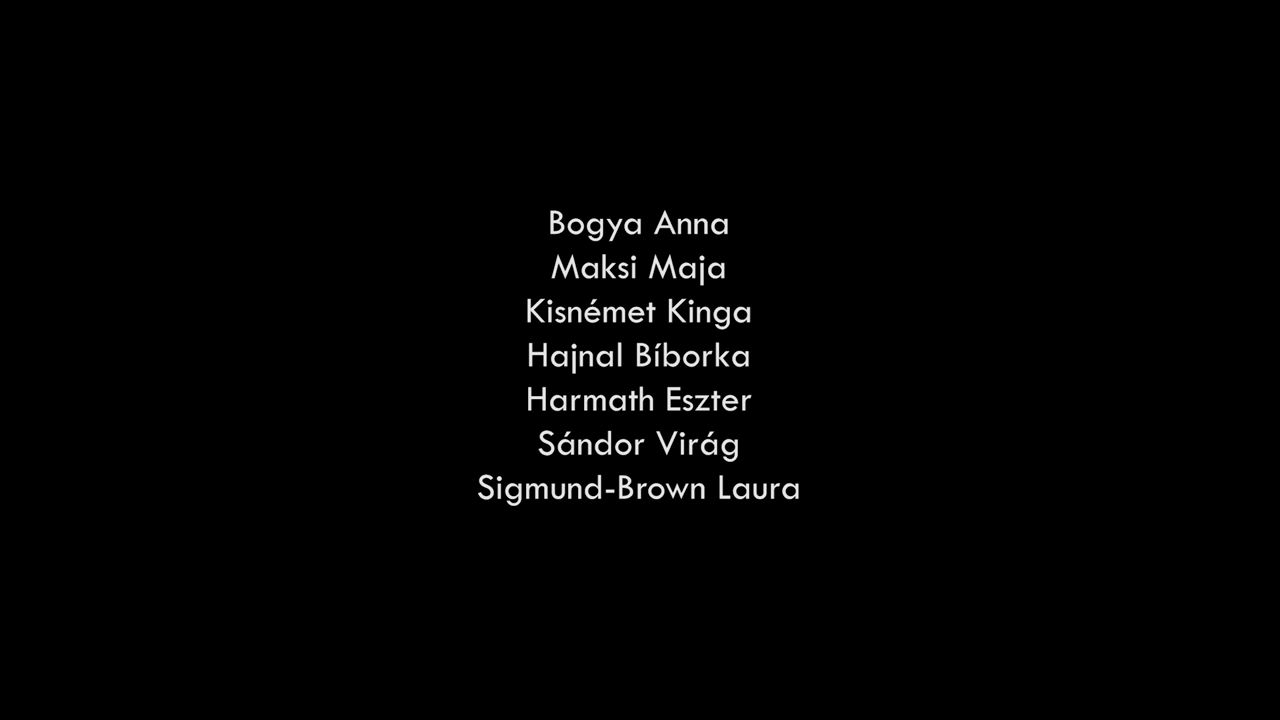 Bogya Anna
Maksi Maja
Kisnémet Kinga
Hajnal Bíborka
Harmath Eszter
Sándor Virág
Sigmund-Brown Laura